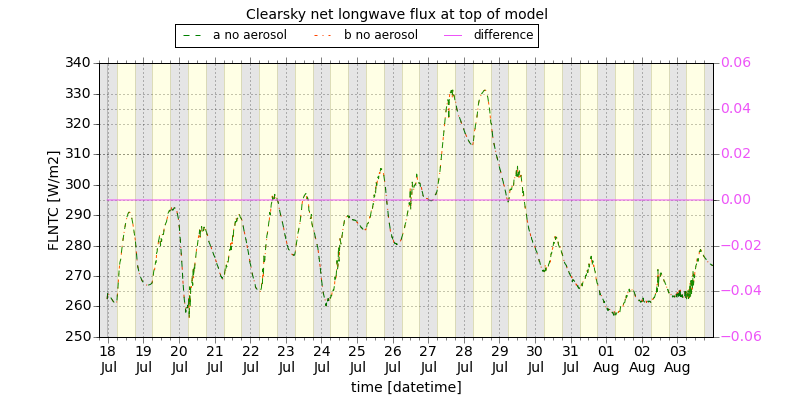 Clearsky net longwave flux at top of model
a no aerosol b no aerosol difference
340 0.06
330 0.04
320
310 0.02
300 0.00
290
280 −0.02
270 −0.04
260
250 −0.06
FLNTC [W/m2]
18 19 20 21 22 23 24 25 26 27 28 29 30 31 01 02 03
Jul Jul Jul Jul Jul Jul Jul Jul Jul Jul Jul Jul Jul Jul Aug Aug Aug
time [datetime]